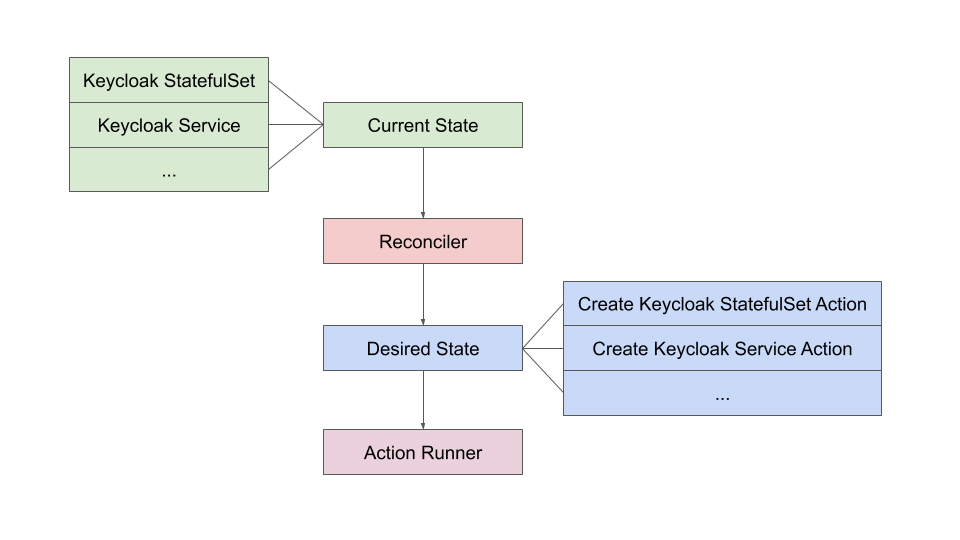 Keycloak StatefulSet
Keycloak Service
...
Current State
Reconciler
Desired State
Create Keycloak StatefulSet Action
Create Keycloak Service Action
...
Action Runner